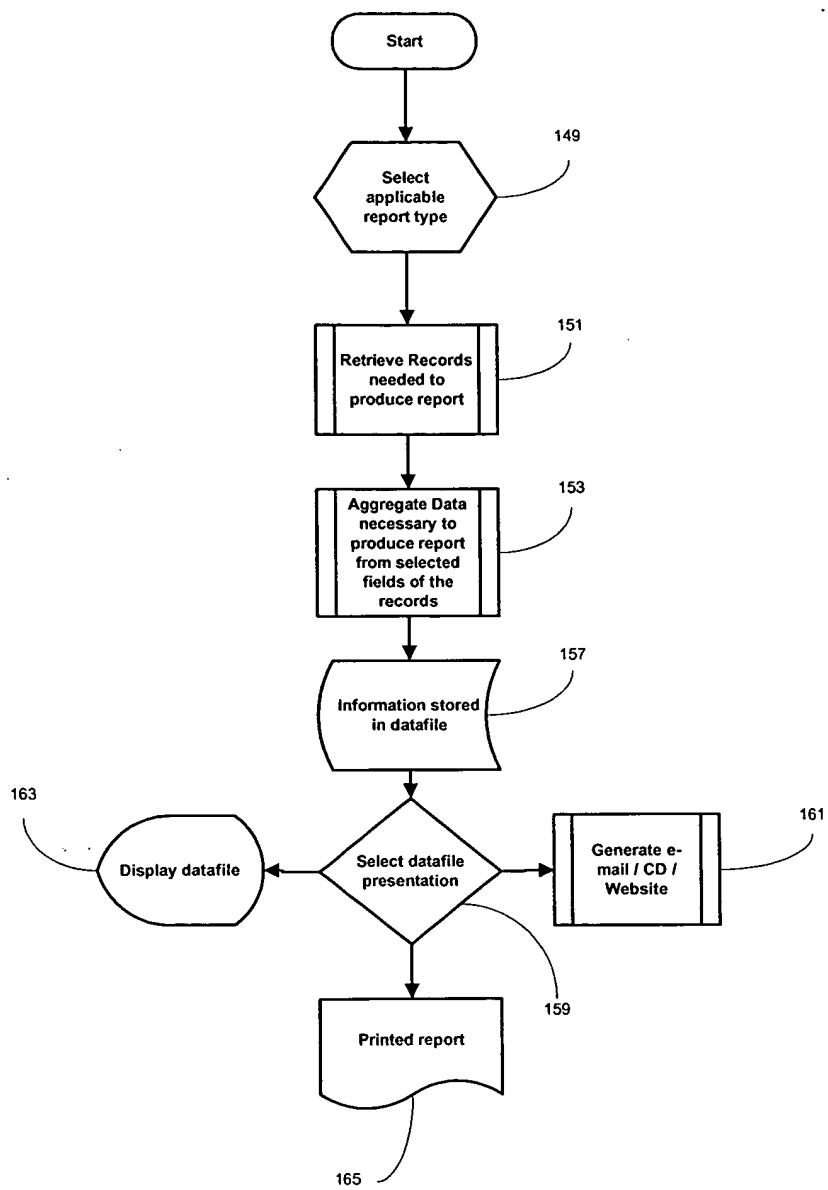 Start
149
Select
applicable
report type
151
Retrieve Records
needed to
produce report
153
Aggregate Data
necessary to
produce report
from selected
fields of the
records
157
Information stored
in datafile
163
Display datafile
Select datafile
presentation
161
Generate e-
mail / CD /
Website
159
Printed report
165